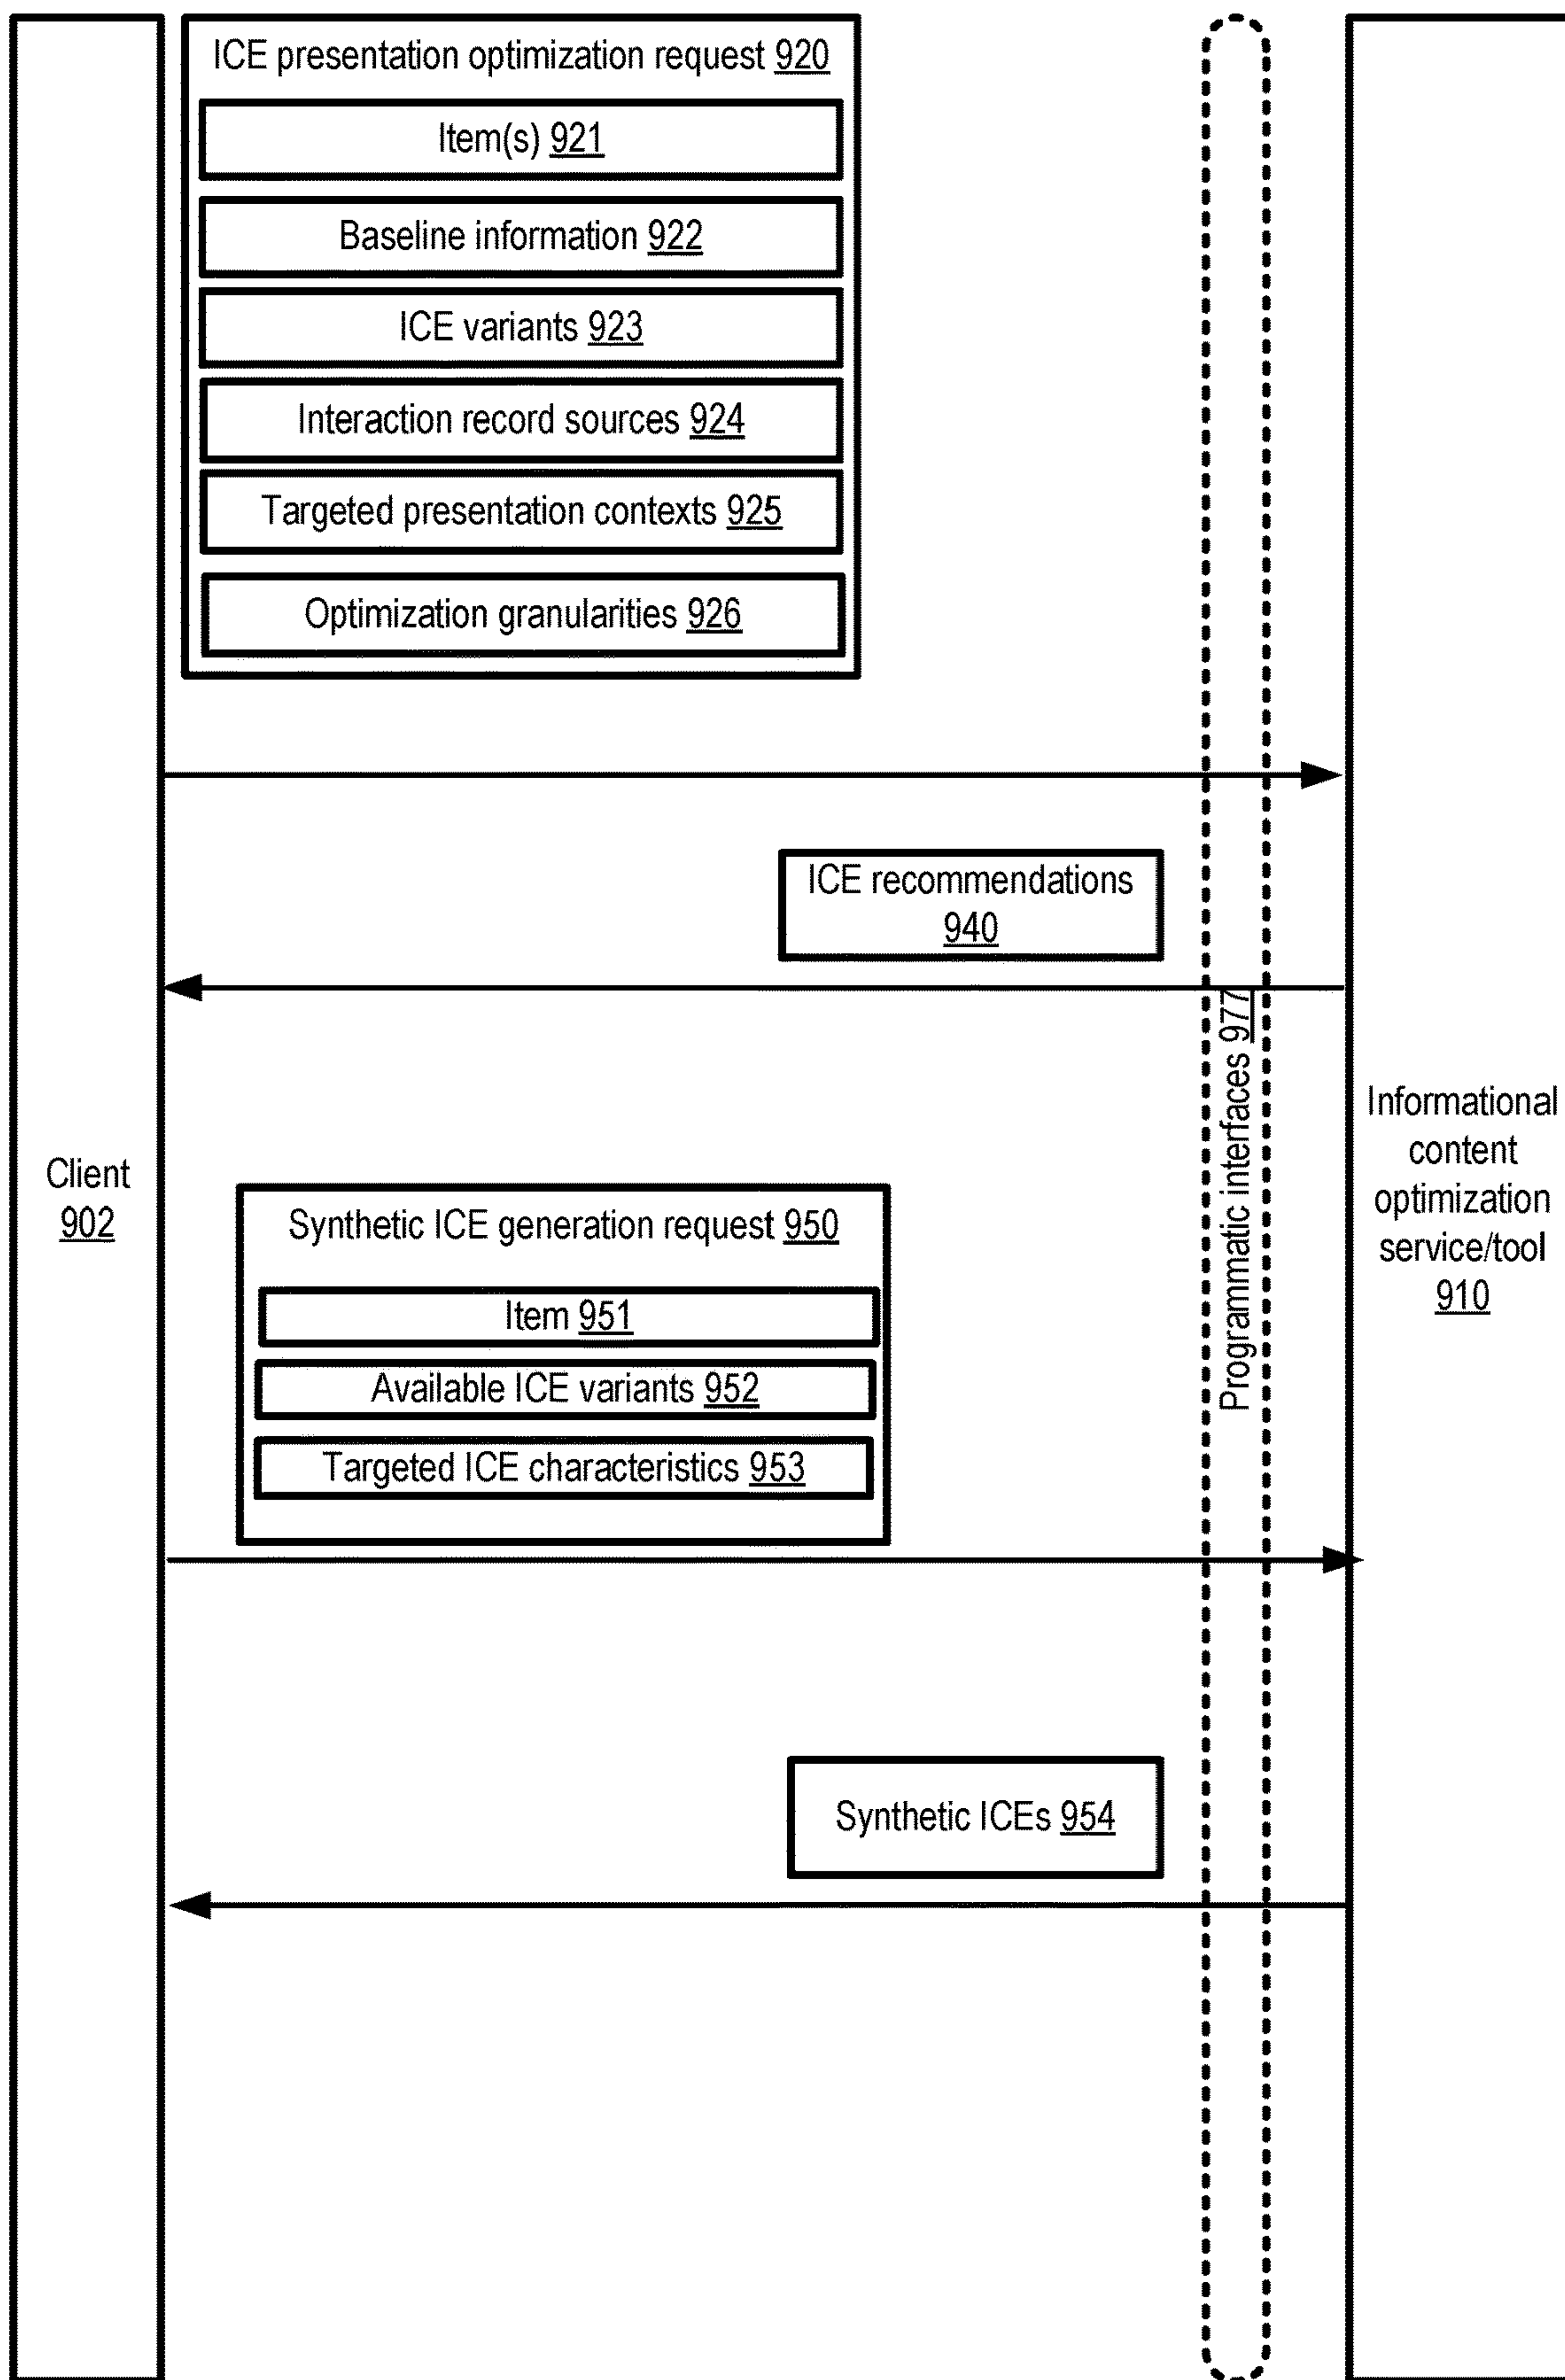 ICE presentation optimization request 920
Item(s) 921
Baseline information 922
ICE variants 923
Interaction record sources 924
Targeted presentation contexts 925
Optimization granularities 926
ICE recommendations
940
Programmatic interfaces 977
Client
902
Informational
content
optimization
service/tool
910
Synthetic ICE generation request 950
Item 951
Available ICE variants 952
Targeted ICE characteristics 953
Synthetic ICEs 954